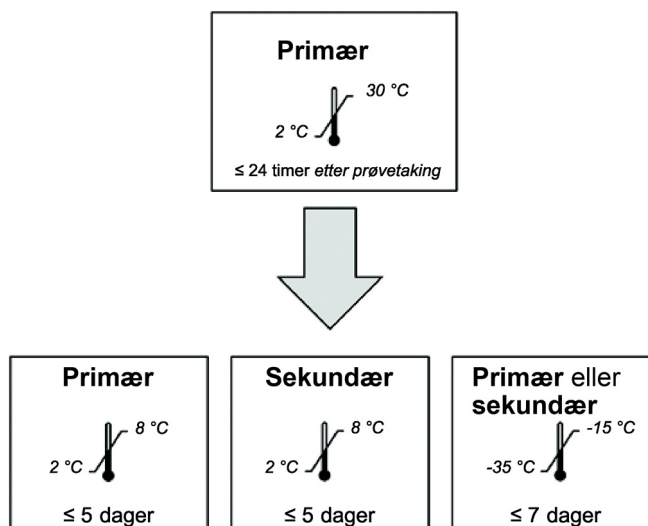 Primær
30 °C
2 °C
≤ 24 timer etter prøvetaking
Primær
8 °C
2 °C
≤ 5 dager
Sekundær
8 °C
2 °C
≤ 5 dager
Primær eller
sekundær
-15 °C
-35 °C
≤ 7 dager